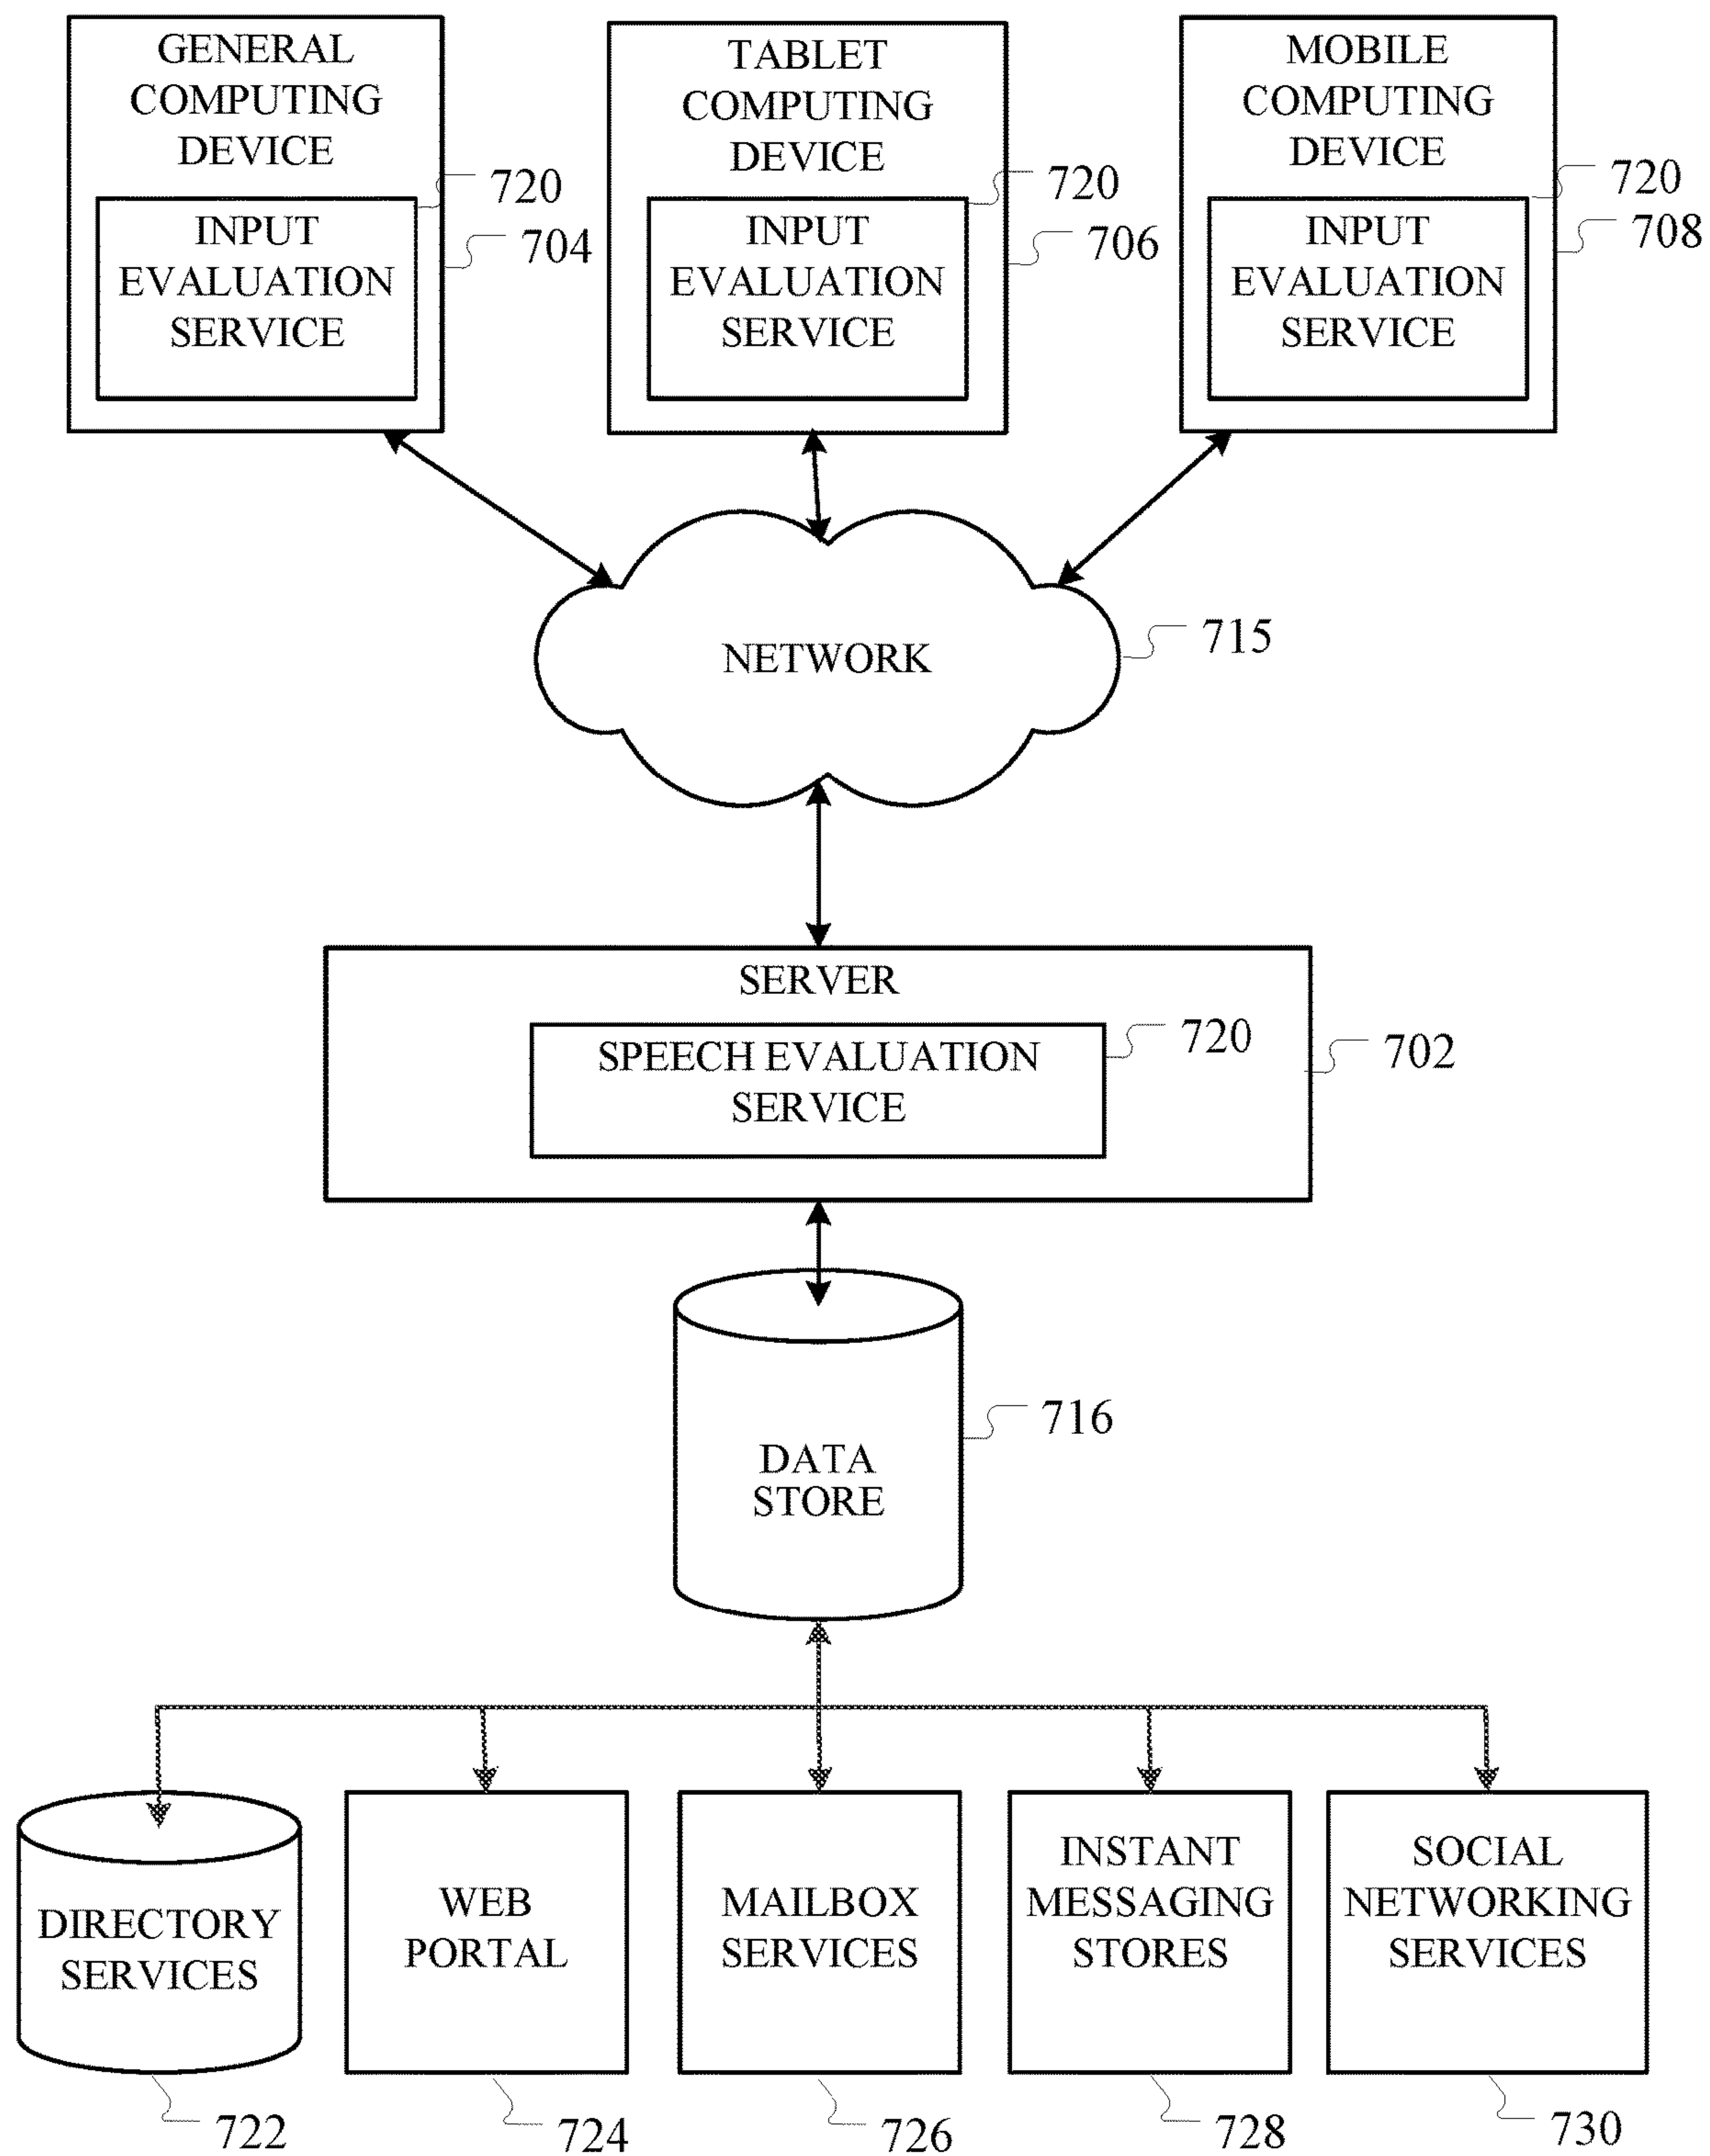 GENERAL
COMPUTING
DEVICE
720
INPUT
EVALUATION
SERVICE
704
TABLET
COMPUTING
DEVICE
720
INPUT
EVALUATION
SERVICE
706
MOBILE
COMPUTING
DEVICE
720
INPUT
EVALUATION
SERVICE
708
NETWORK
715
SERVER
720
SPEECH EVALUATION
SERVICE
702
716
DATA
STORE
DIRECTORY
SERVICES
WEB
PORTAL
MAILBOX
SERVICES
INSTANT
MESSAGING
STORES
SOCIAL
NETWORKING
SERVICES
722
724
726
728
730